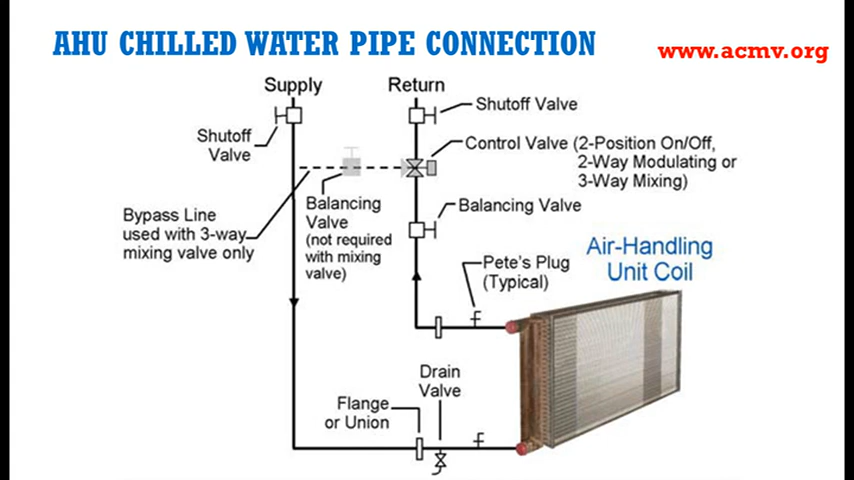 AHU CHILLED WATER PIPE CONNECTION
www.acmv.org
Supply
Return
Shutoff
Valve
Shutoff Valve
Control Valve (2-Position On/Off,
2-Way Modulating or
3-Way Mixing)
Balancing
Valve
(not required
with mixing
valve)
Balancing Valve
Bypass Line
used with 3-way
mixing valve only
Pete's Plug
(Typical)
Air-Handling
Unit Coil
Drain
Valve
Flange
or Union